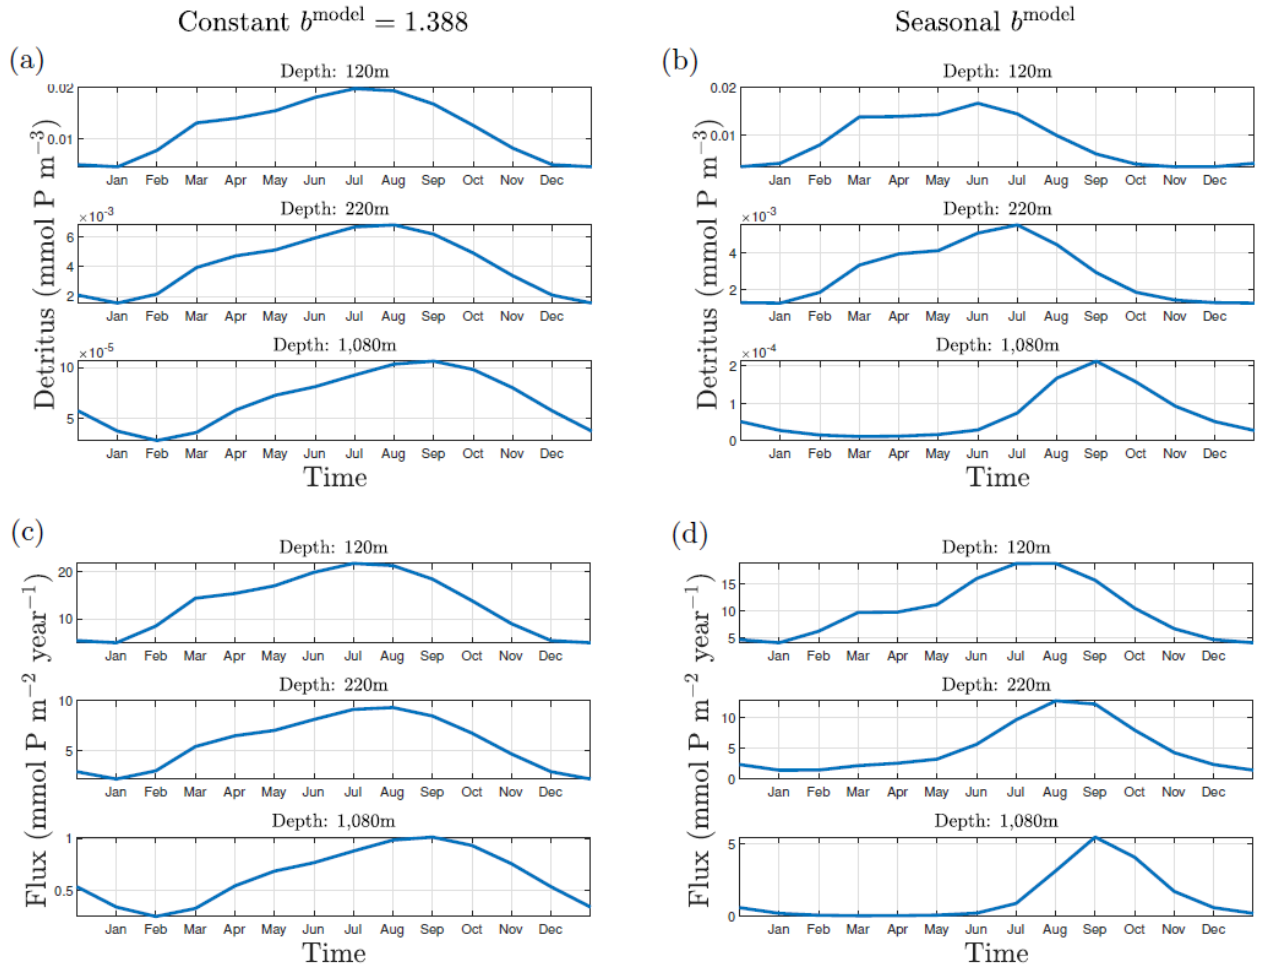 Constant b^model = 1.388
Seasonal b^model
(a)
Depth: 120m
0.02
0.01
Jan Feb Mar Apr May Jun Jul Aug Sep Oct Nov Dec
×10^-3
Depth: 220m
6
4
2
Jan Feb Mar Apr May Jun Jul Aug Sep Oct Nov Dec
×10^-5
Depth: 1,080m
10
5
Jan Feb Mar Apr May Jun Jul Aug Sep Oct Nov Dec
Detritus (mmol P m^-3)
Time
(b)
Depth: 120m
0.02
0.01
Jan Feb Mar Apr May Jun Jul Aug Sep Oct Nov Dec
×10^-3
Depth: 220m
4
2
Jan Feb Mar Apr May Jun Jul Aug Sep Oct Nov Dec
×10^-4
Depth: 1,080m
2
1
0
Jan Feb Mar Apr May Jun Jul Aug Sep Oct Nov Dec
Detritus (mmol P m^-3)
Time
(c)
Depth: 120m
20
10
Jan Feb Mar Apr May Jun Jul Aug Sep Oct Nov Dec
Depth: 220m
10
5
Jan Feb Mar Apr May Jun Jul Aug Sep Oct Nov Dec
Depth: 1,080m
1
0.5
Jan Feb Mar Apr May Jun Jul Aug Sep Oct Nov Dec
Flux (mmol P m^-2 year^-1)
Time
(d)
Depth: 120m
15
10
5
Jan Feb Mar Apr May Jun Jul Aug Sep Oct Nov Dec
Depth: 220m
10
5
0
Jan Feb Mar Apr May Jun Jul Aug Sep Oct Nov Dec
Depth: 1,080m
5
0
Jan Feb Mar Apr May Jun Jul Aug Sep Oct Nov Dec
Flux (mmol P m^-2 year^-1)
Time